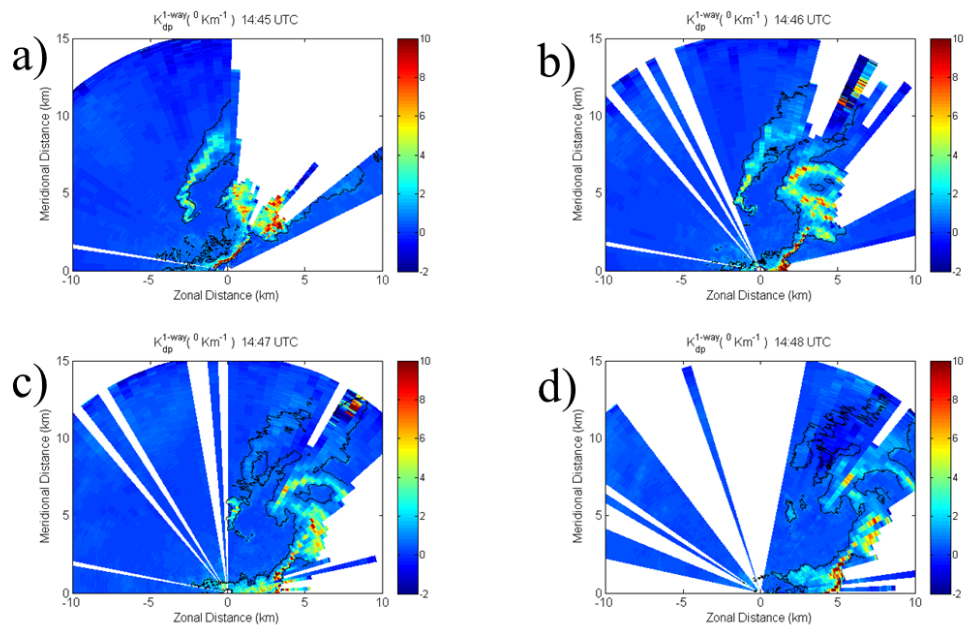 a)
K_dp^1-way( ^0 Km^-1 ) 14:45 UTC
15
10
5
0
Meridional Distance (km)
-10 -5 0 5 10
Zonal Distance (km)
10
8
6
4
2
0
-2
b)
K_dp^1-way( ^0 Km^-1 ) 14:46 UTC
15
10
5
0
Meridional Distance (km)
-10 -5 0 5 10
Zonal Distance (km)
10
8
6
4
2
0
-2
c)
K_dp^1-way( ^0 Km^-1 ) 14:47 UTC
15
10
5
0
Meridional Distance (km)
-10 -5 0 5 10
Zonal Distance (km)
10
8
6
4
2
0
-2
d)
K_dp^1-way( ^0 Km^-1 ) 14:48 UTC
15
10
5
0
Meridional Distance (km)
-10 -5 0 5 10
Zonal Distance (km)
10
8
6
4
2
0
-2